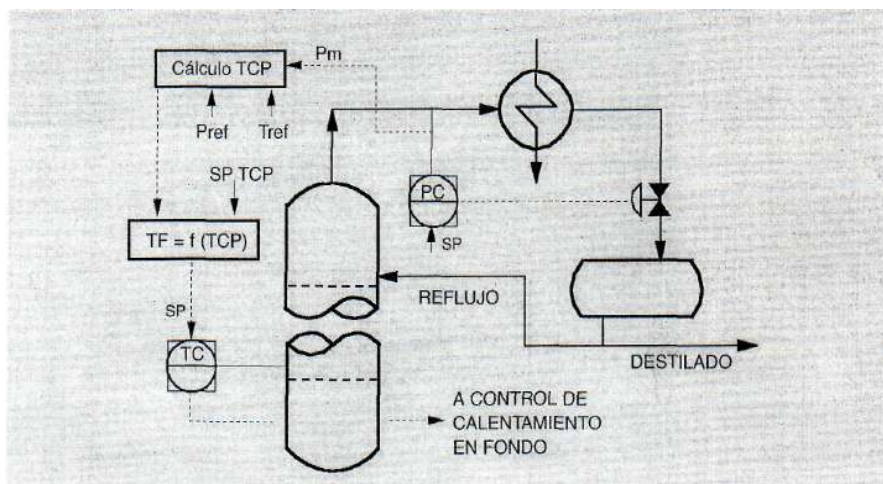 Pm
Cálculo TCP
Pref
Tref
SP TCP
PC
TF = f (TCP)
SP
REFLUJO
SP
TC
DESTILADO
A CONTROL DE
CALENTAMIENTO
EN FONDO